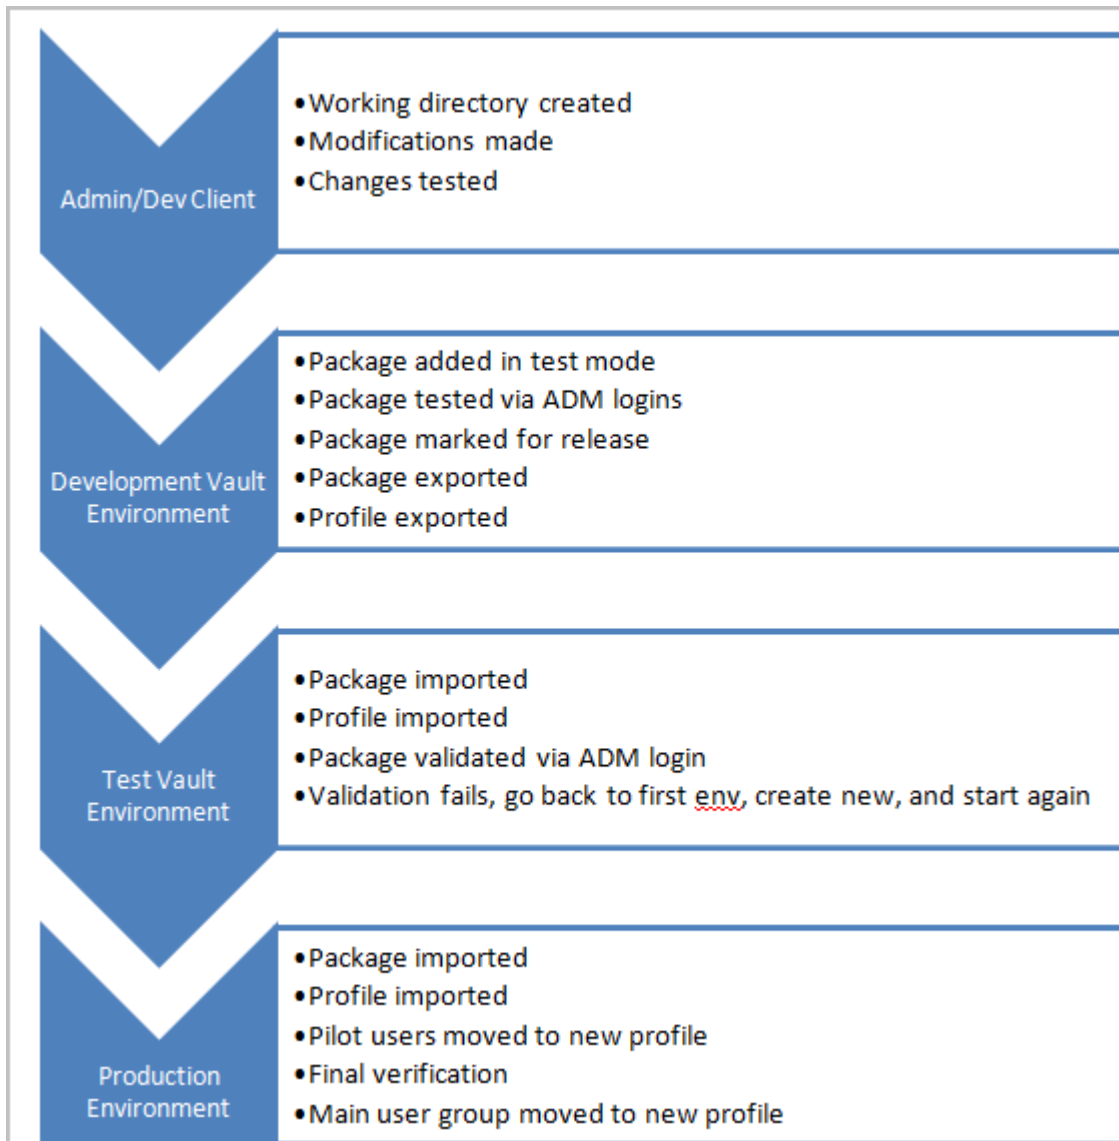 Admin/Dev Client
•Working directory created
•Modifications made
•Changes tested
Development Vault
Environment
•Package added in test mode
•Package tested via ADM logins
•Package marked for release
•Package exported
•Profile exported
Test Vault
Environment
•Package imported
•Profile imported
•Package validated via ADM login
•Validation fails, go back to first env, create new, and start again
Production
Environment
•Package imported
•Profile imported
•Pilot users moved to new profile
•Final verification
•Main user group moved to new profile